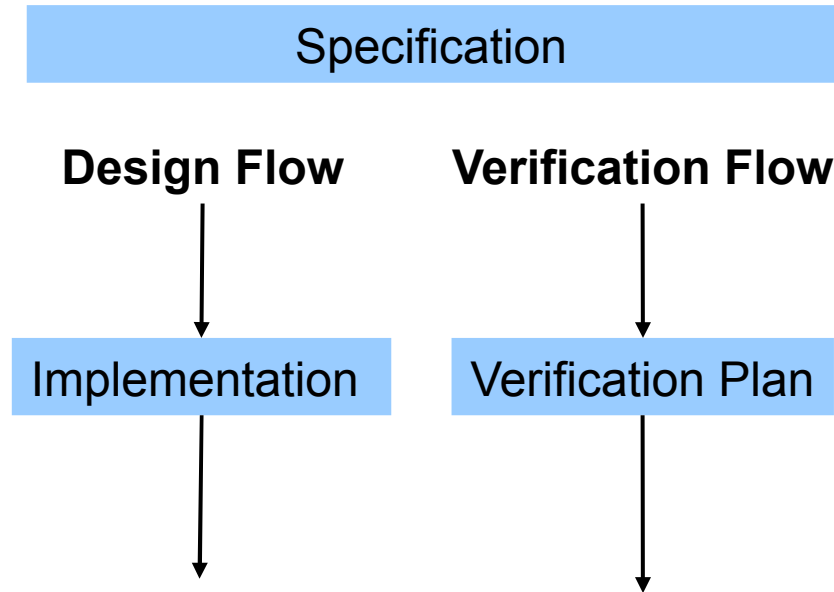 Specification
Design Flow
Verification Flow
Implementation
Verification Plan